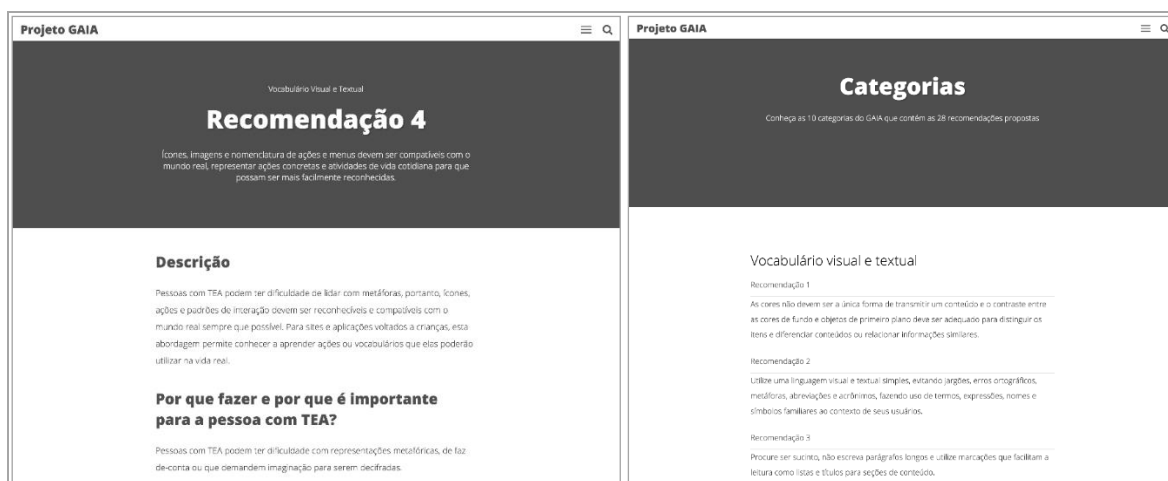 Projeto GAIA
Vocabulário Visual e Textual
Recomendação 4
Ícones, imagens e nomenclatura de ações e menus devem ser compatíveis com o
mundo real, representar ações concretas e atividades de vida cotidiana para que
possam ser mais facilmente reconhecidas.
Descrição
Pessoas com TEA podem ter dificuldade de lidar com metáforas, portanto, ícones,
ações e padrões de interação devem ser reconhecíveis e compatíveis com o
mundo real sempre que possível. Para sites e aplicações voltados a crianças, esta
abordagem permite conhecer a aprender ações ou vocabulários que elas poderão
utilizar na vida real.
Por que fazer e por que é importante
para a pessoa com TEA?
Pessoas com TEA podem ter dificuldade com representações metafóricas, de faz
de-conta ou que demandem imaginação para serem decifradas.
Projeto GAIA
Categorias
Conheça as 10 categorias do GAIA que contém as 28 recomendações propostas
Vocabulário visual e textual
Recomendação 1
As cores não devem ser a única forma de transmitir um conteúdo e o contraste entre
as cores de fundo e objetos de primeiro plano deve ser adequado para distinguir os
itens e diferenciar conteúdos ou relacionar informações similares.
Recomendação 2
Utilize uma linguagem visual e textual simples, evitando jargões, erros ortográficos,
metáforas, abreviações e acrônimos, fazendo uso de termos, expressões, nomes e
símbolos familiares ao contexto de seus usuários.
Recomendação 3
Procure ser sucinto, não escreva parágrafos longos e utilize marcações que facilitam a
leitura como listas e títulos para seções de conteúdo.